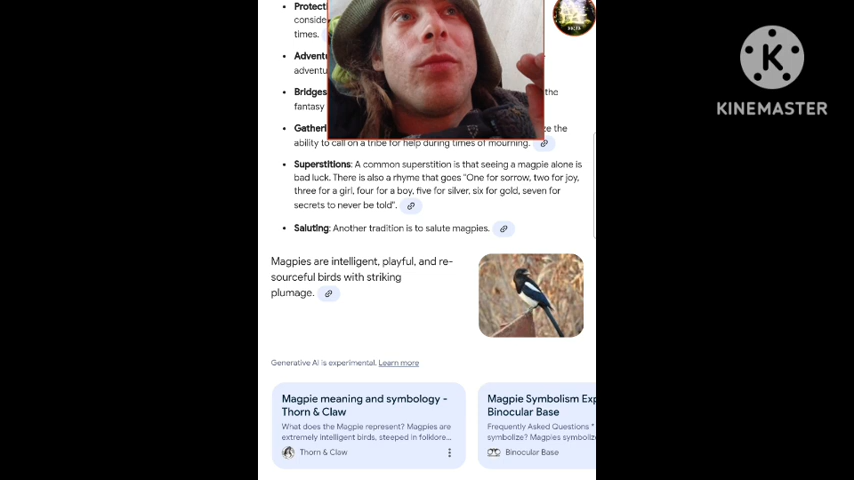 Protecti
conside
times.
Advent
adventu
Bridges the
fantasy
Gatheri ze the
ability to call on a tribe for help during times of mourning.
Superstitions: A common superstition is that seeing a magpie alone is
bad luck. There is also a rhyme that goes "One for sorrow, two for joy,
three for a girl, four for a boy, five for silver, six for gold, seven for
secrets to never be told".
Saluting: Another tradition is to salute magpies.
Magpies are intelligent, playful, and re-
sourceful birds with striking
plumage.
Generative AI is experimental. Learn more
Magpie meaning and symbology -
Thorn & Claw
What does the Magpie represent? Magpies are
extremely intelligent birds, steeped in folklore...
Thorn & Claw
Magpie Symbolism Exp
Binocular Base
Frequently Asked Questions *
symbolize? Magpies symbolize
Binocular Base
K
KINEMASTER